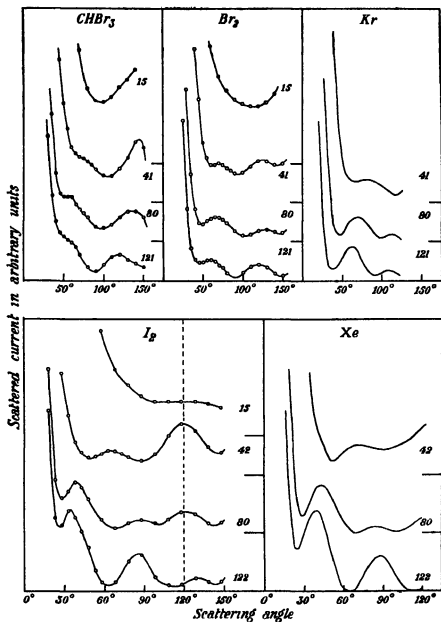 CHBr3
Br2
Kr
15
41
80
121
15
41
80
121
41
80
121
50° 100° 150°
50° 100° 150°
50° 100° 150°
Scattered current in arbitrary units
I2
Xe
15
42
80
122
42
80
122
0° 30° 60° 90° 120° 150°
0° 30° 60° 90° 120°
Scattering angle